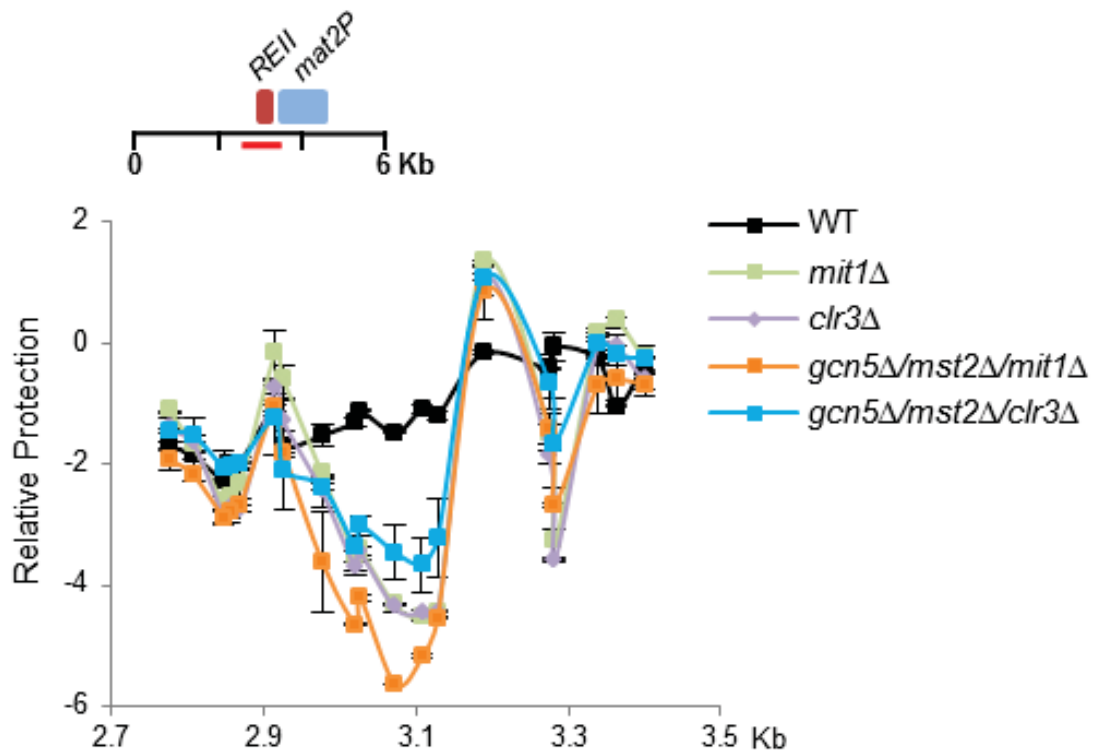 REII mat2P
0 6 Kb
2
0
-2
-4
-6
Relative Protection
2.7 2.9 3.1 3.3 3.5 Kb
WT
mit1Δ
clr3Δ
gcn5Δ/mst2Δ/mit1Δ
gcn5Δ/mst2Δ/clr3Δ